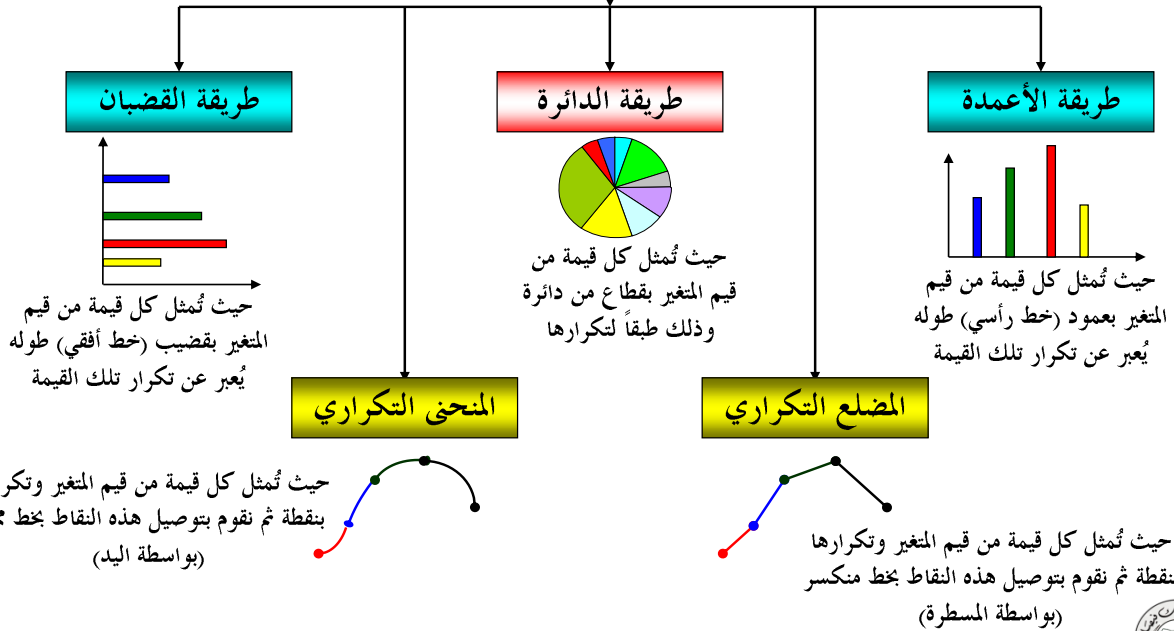 طريقة الأعمدة
حيث تُمثل كل قيمة من قيم
المتغير بعمود (خط رأسي) طوله
يُعبر عن تكرار تلك القيمة
طريقة الدائرة
حيث تُمثل كل قيمة من
قيم المتغير بقطاع من دائرة
وذلك طبقاً لتكرارها
طريقة القضبان
حيث تُمثل كل قيمة من قيم
المتغير بقضيب (خط أفقي) طوله
يُعبر عن تكرار تلك القيمة
المضلع التكراري
حيث تُمثل كل قيمة من قيم المتغير وتكرارها
بنقطة ثم نقوم بتوصيل هذه النقاط بخط منكسر
(بواسطة المسطرة)
المنحنى التكراري
حيث تُمثل كل قيمة من قيم المتغير
بنقطة ثم نقوم بتوصيل هذه النقاط بخط
(بواسطة اليد)